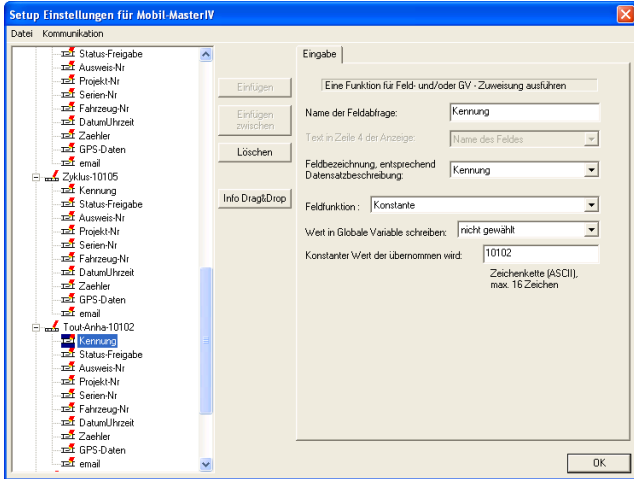 Setup Einstellungen für Mobil-MasterIV
Datei Kommunikation
Status-Freigabe
Ausweis-Nr
Projekt-Nr
Serien-Nr
Fahrzeug-Nr
DatumUhrzeit
Zaehler
GPS-Daten
email
Zyklus-10105
Kennung
Status-Freigabe
Ausweis-Nr
Projekt-Nr
Serien-Nr
Fahrzeug-Nr
DatumUhrzeit
Zaehler
GPS-Daten
email
Tout-Anha-10102
Kennung
Status-Freigabe
Ausweis-Nr
Projekt-Nr
Serien-Nr
Fahrzeug-Nr
DatumUhrzeit
Zaehler
GPS-Daten
email
Einfügen
Einfügen
zwischen
Löschen
Info Drag&Drop
Eingabe
Eine Funktion für Feld- und/oder GV - Zuweisung ausführen
Name der Feldabfrage: Kennung
Text in Zeile 4 der Anzeige: Name des Feldes
Feldbezeichnung, entsprechend
Datensatzbeschreibung: Kennung
Feldfunktion : Konstante
Wert in Globale Variable schreiben: nicht gewählt
Konstanter Wert der übernommen wird: 10102
Zeichenkette (ASCII),
max. 16 Zeichen
OK